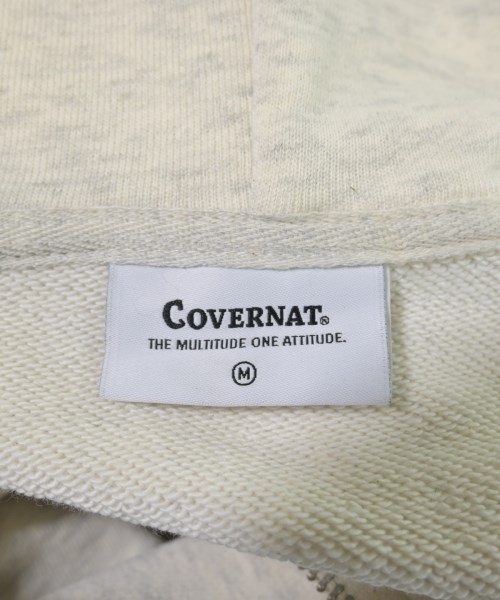 COVERNAT®
THE MULTITUDE ONE ATTITUDE.
M